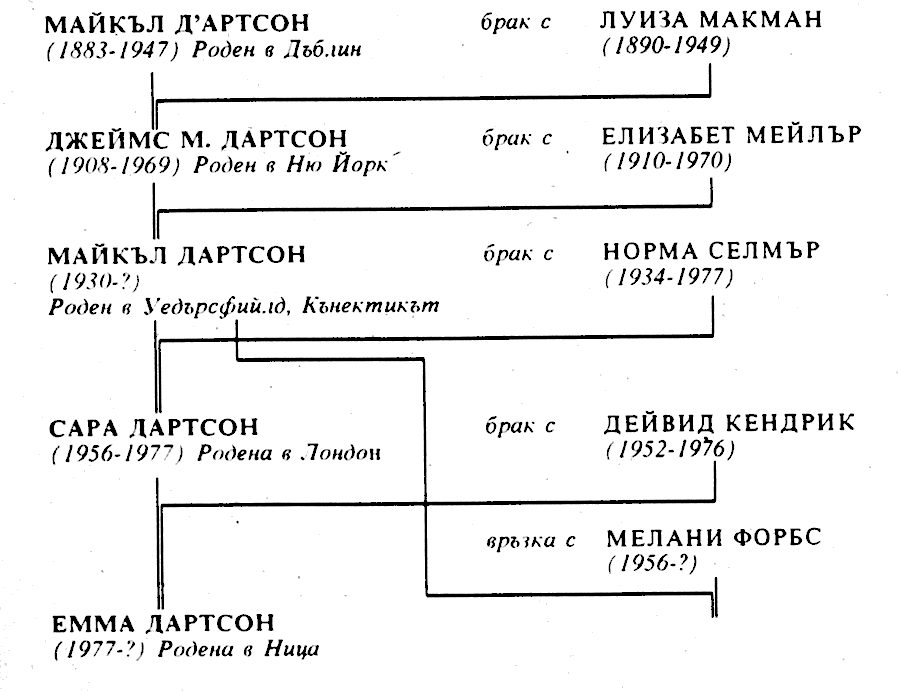 МАЙКЪЛ Д'АРТСОН брак с ЛУИЗА МАКМАН
(1883-1947) Роден в Дъблин (1890-1949)
ДЖЕЙМС М. ДАРТСОН брак с ЕЛИЗАБЕТ МЕЙЛЪР
(1908-1969) Роден в Ню Йорк (1910-1970)
МАЙКЪЛ ДАРТСОН брак с НОРМА СЕЛМЪР
(1930-?) (1934-1977)
Роден в Уедърсфийлд, Кънектикът
САРА ДАРТСОН брак с ДЕЙВИД КЕНДРИК
(1956-1977) Родена в Лондон (1952-1976)
връзка с МЕЛАНИ ФОРБС
(1956-?)
ЕММА ДАРТСОН
(1977-?) Родена в Ница